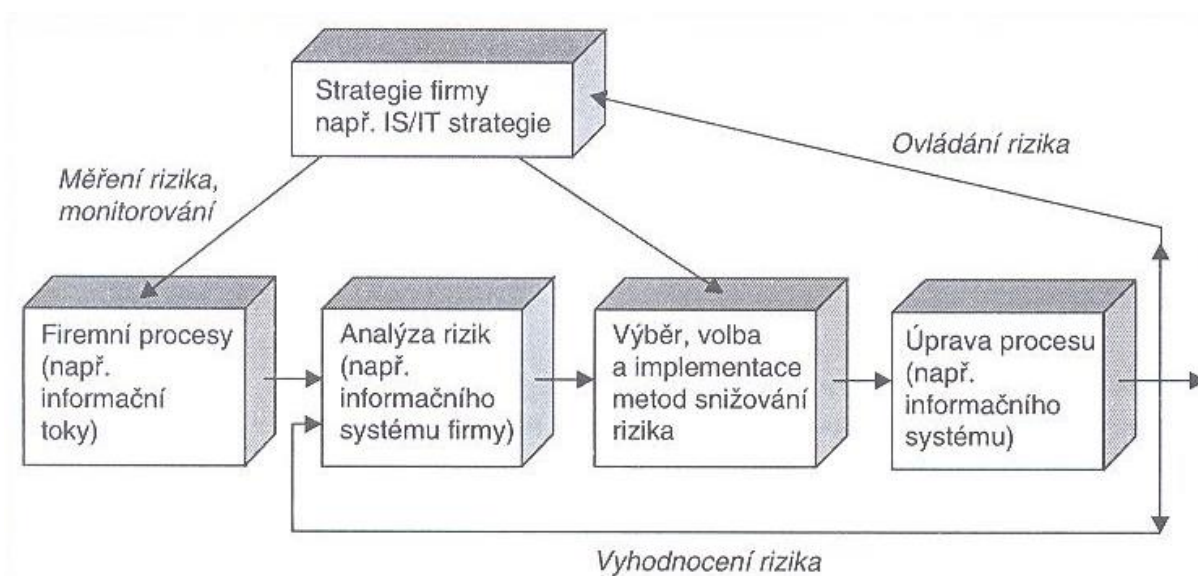 Strategie firmy
např. IS/IT strategie
Ovládání rizika
Měření rizika,
monitorování
Firemní procesy
(např.
informační
toky)
Analýza rizik
(např.
informačního
systému firmy)
Výběr, volba
a implementace
metod snižování
rizika
Úprava procesu
(např.
informačního
systému)
Vyhodnocení rizika